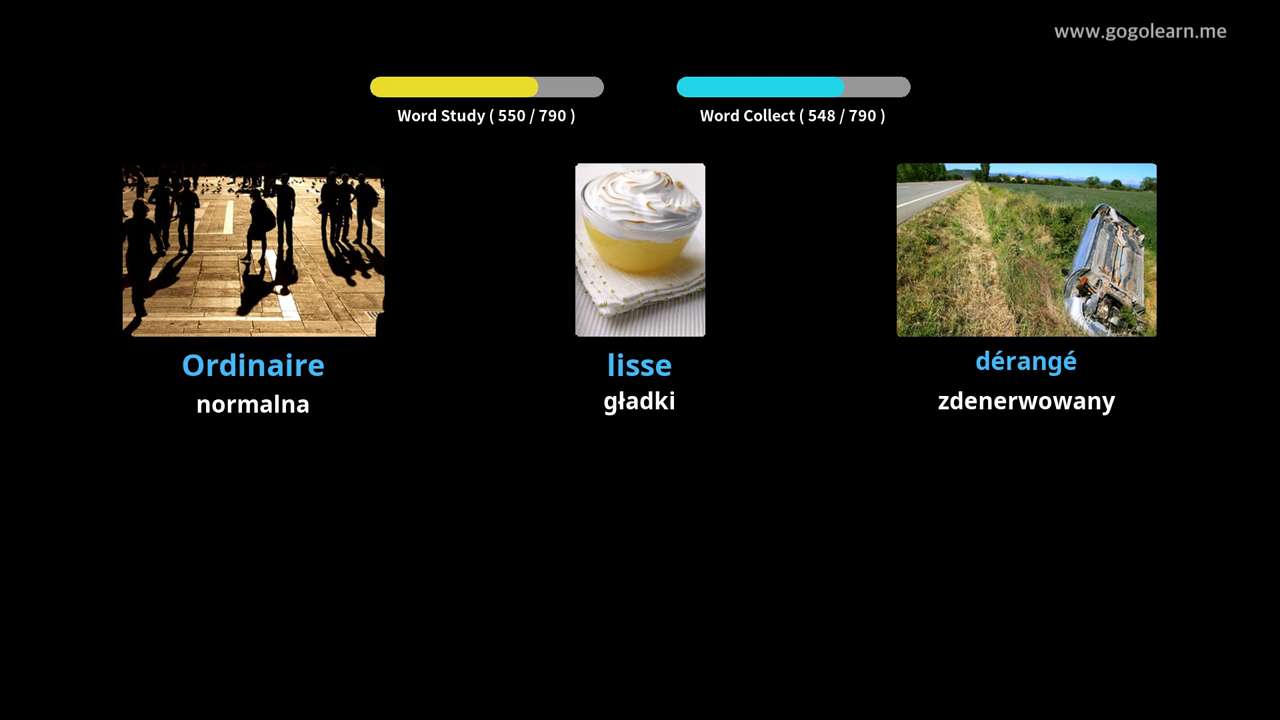 www.gogolearn.me
Word Study ( 550 / 790 )
Word Collect ( 548 / 790 )
Ordinaire
normalna
lisse
gładki
dérangé
zdenerwowany